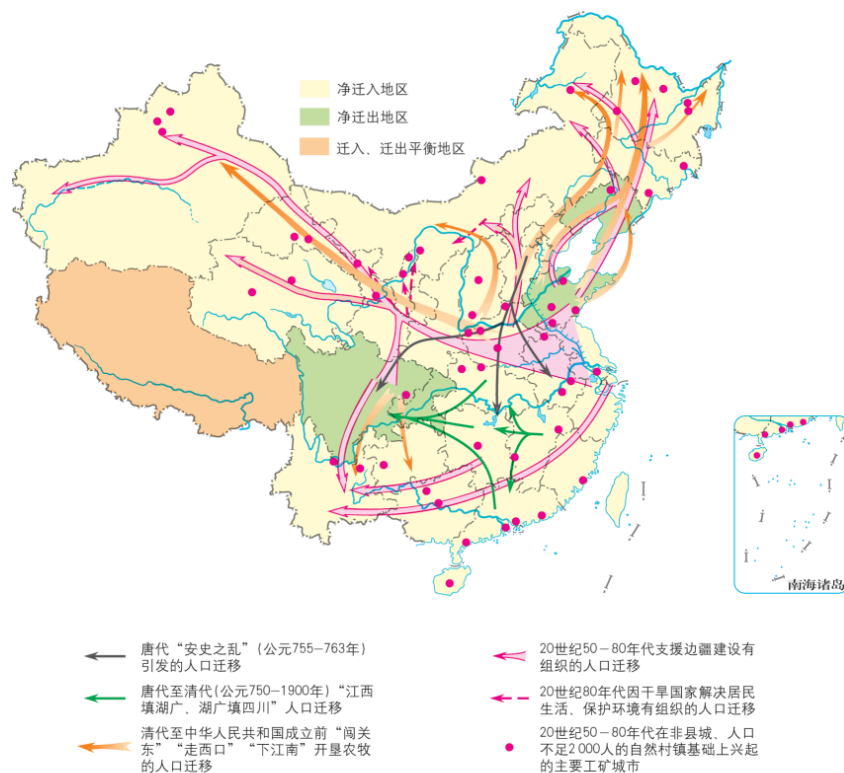 净迁入地区
净迁出地区
迁入、迁出平衡地区
南海诸岛
唐代“安史之乱”(公元755－763年)
引发的人口迁移
唐代至清代(公元750－1900年)“江西
填湖广、湖广填四川”人口迁移
清代至中华人民共和国成立前“闯关
东”“走西口”“下江南”开垦农牧
的人口迁移
20世纪50－80年代支援边疆建设有
组织的人口迁移
20世纪80年代因干旱国家解决居民
生活、保护环境有组织的人口迁移
20世纪50－80年代在非县城、人口
不足2 000人的自然村镇基础上兴起
的主要工矿城市